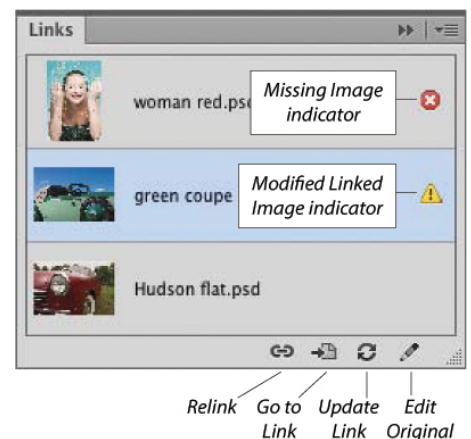 Links
woman red.psd
Missing Image
indicator
green coupe
Modified Linked
Image indicator
Hudson flat.psd
Relink
Go to
Link
Update
Link
Edit
Original